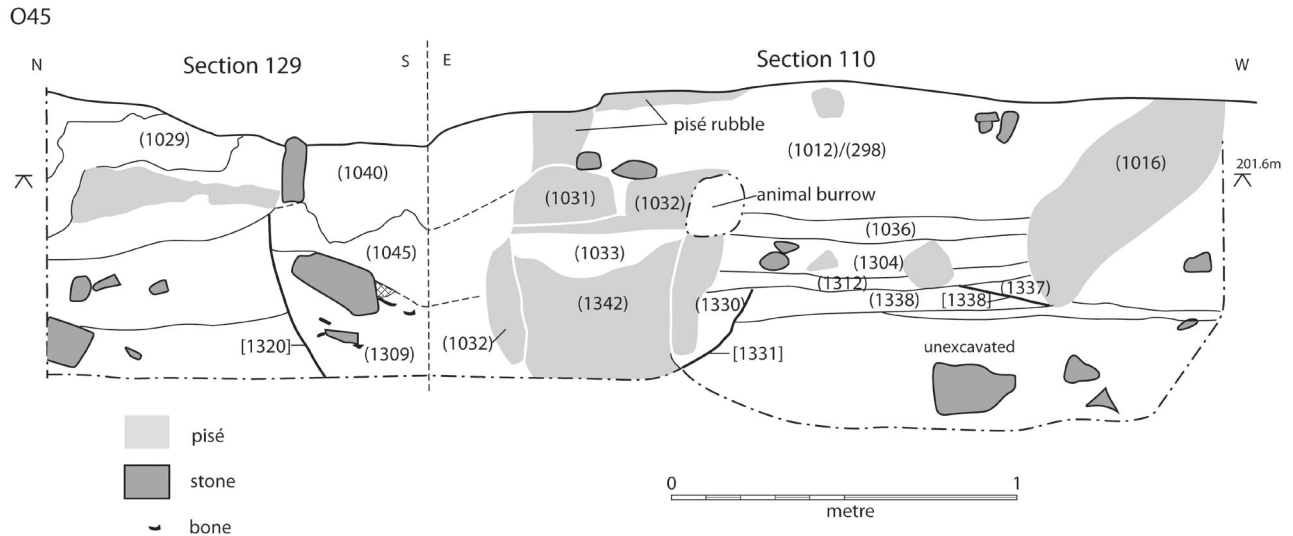 O45
N
Section 129
S
E
Section 110
W
pisé rubble
(1029)
(1040)
(1012)/(298)
(1016)
201.6m
(1031)
(1032)
animal burrow
(1036)
(1045)
(1033)
(1304)
(1312)
(1337)
(1342)
(1330)
(1338)
[1338]
[1320]
(1309)
(1032)
[1331]
unexcavated
pisé
stone
bone
0
1
metre